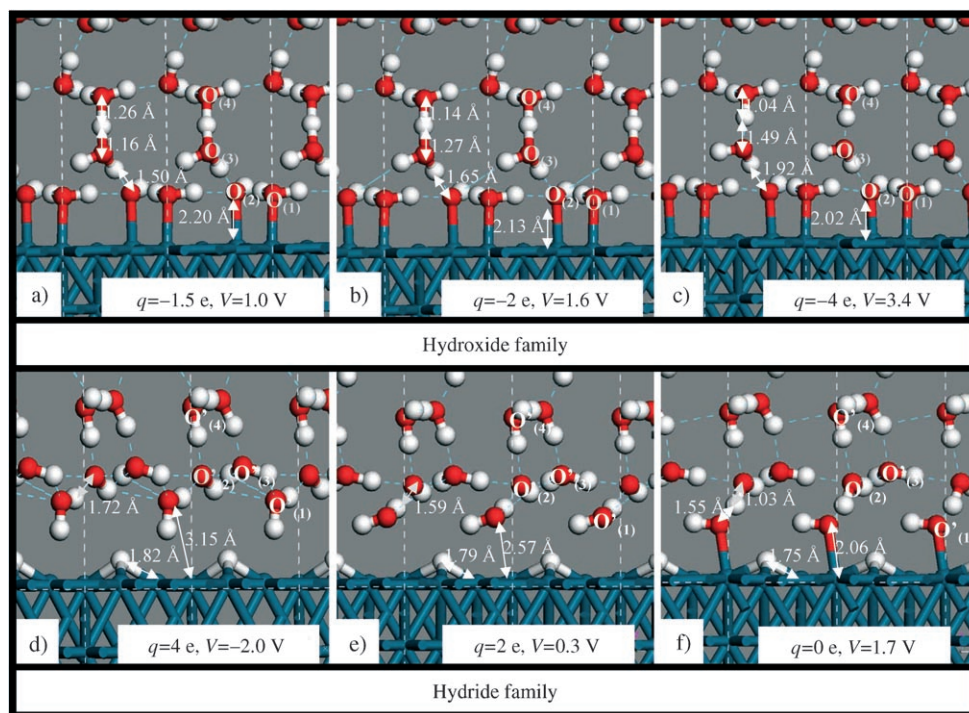 1.26 Å
O(4)
1.16 Å
O(3)
1.50 Å
O(2)
O(1)
2.20 Å
a)
q=–1.5 e, V=1.0 V
1.14 Å
O(4)
1.27 Å
O(3)
1.65 Å
O(2)
O(1)
2.13 Å
b)
q=–2 e, V=1.6 V
1.04 Å
O(4)
1.49 Å
O(3)
1.92 Å
O(2)
O(1)
2.02 Å
c)
q=–4 e, V=3.4 V
Hydroxide family
O'(4)
O'(2)
O'(3)
1.72 Å
O'(1)
3.15 Å
1.82 Å
d)
q=4 e, V=–2.0 V
O'(4)
O'(2)
O'(3)
1.59 Å
O'(1)
2.57 Å
1.79 Å
e)
q=2 e, V=0.3 V
O'(4)
O'(3)
1.03 Å
O'(2)
1.55 Å
O'(1
2.06 Å
1.75 Å
f)
q=0 e, V=1.7 V
Hydride family